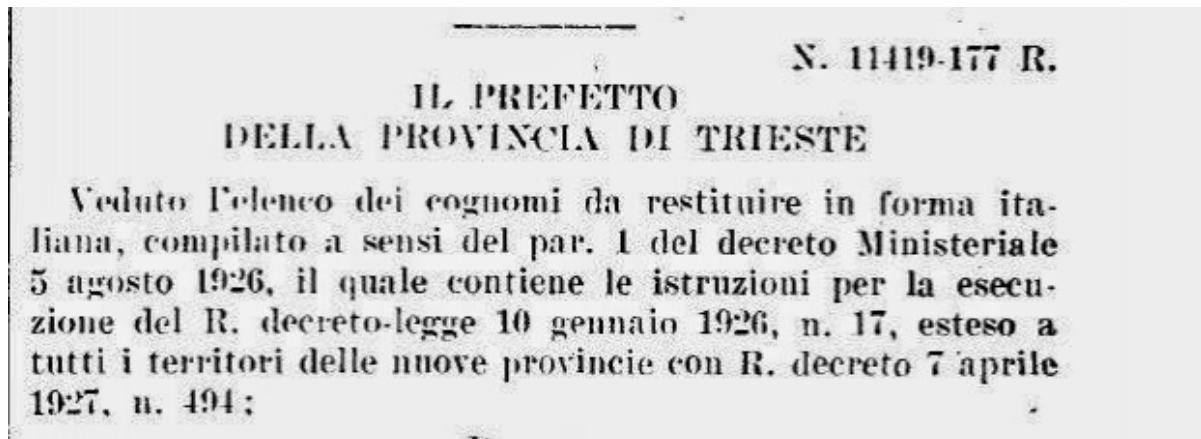 N. 11419-177 R.
IL PREFETTO
DELLA PROVINCIA DI TRIESTE
Veduto l'elenco dei cognomi da restituire in forma ita-
liana, compilato a sensi del par. 1 del decreto Ministeriale
5 agosto 1926, il quale contiene le istruzioni per la esecu-
zione del R. decreto-legge 10 gennaio 1926, n. 17, esteso a
tutti i territori delle nuove provincie con R. decreto 7 aprile
1927, n. 494;